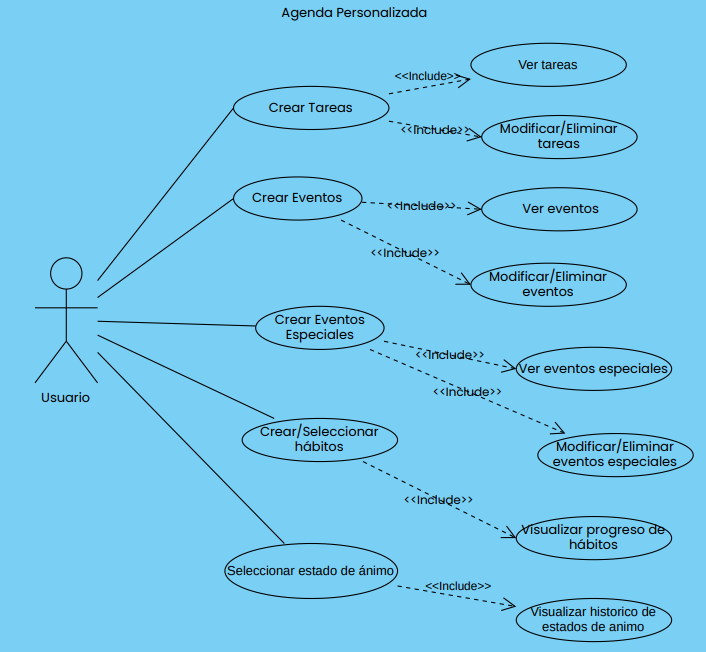 Agenda Personalizada
<<Include>>
Ver tareas
Crear Tareas
<<Include>>
Modificar/Eliminar
tareas
Crear Eventos
<<Include>>
Ver eventos
<<Include>>
Modificar/Eliminar
eventos
Crear Eventos
Especiales
<<Include>>
Ver eventos especiales
<<Include>>
Usuario
Crear/Seleccionar
hábitos
Modificar/Eliminar
eventos especiales
<<Include>>
Visualizar progreso de
hábitos
Seleccionar estado de ánimo
<<Include>>
Visualizar historico de
estados de animo